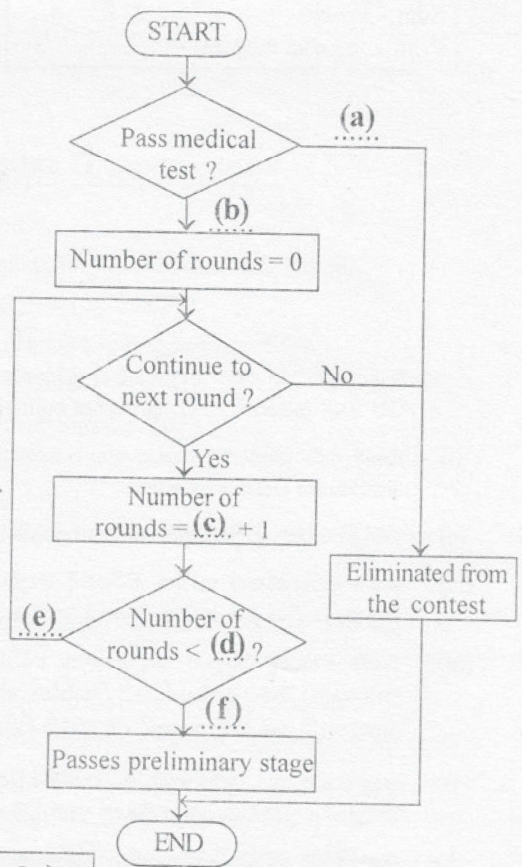 START
(a)
Pass medical
test ?
(b)
Number of rounds = 0
Continue to
next round ?
No
Yes
Number of
rounds = (c) + 1
Eliminated from
the contest
(e)
Number of
rounds < (d) ?
(f)
Passes preliminary stage
END